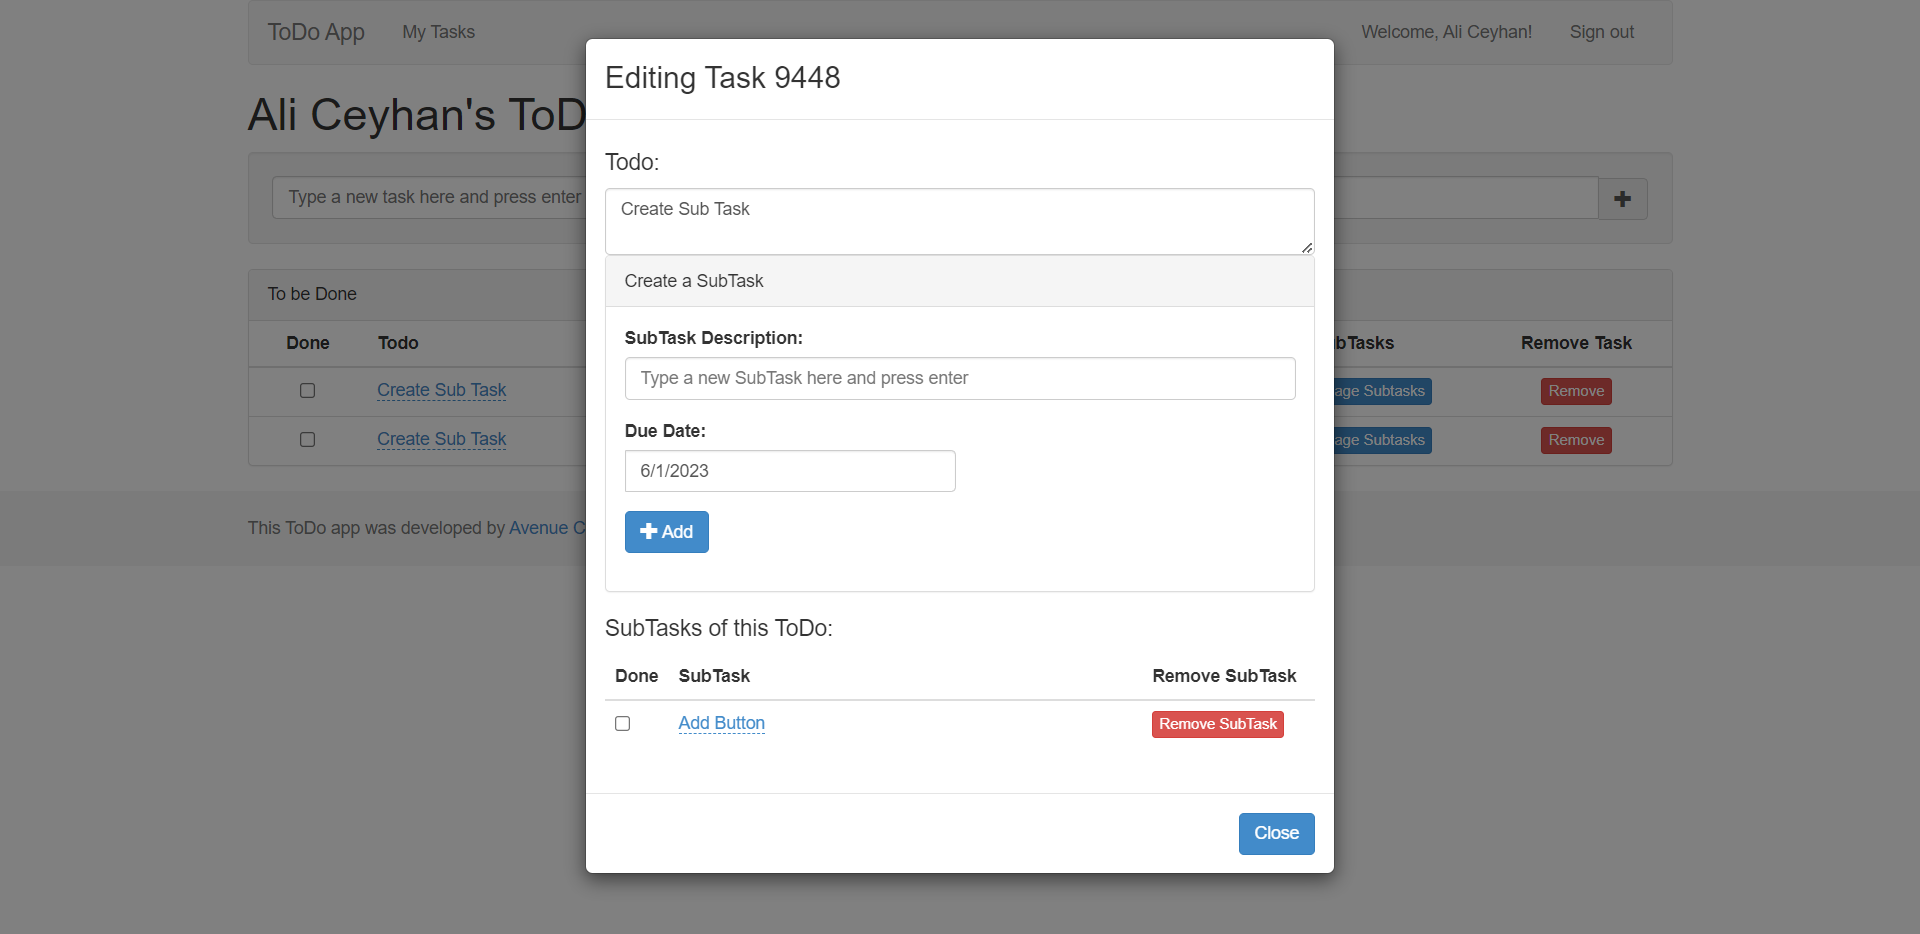 ToDo App My Tasks Welcome, Ali Ceyhan! Sign out
Editing Task 9448
Ali Ceyhan's ToD
Todo:
Type a new task here and press enter
Create Sub Task
Create a SubTask
To be Done
SubTask Description:
Done Todo bTasks Remove Task
Type a new SubTask here and press enter
Create Sub Task age Subtasks Remove
Due Date:
Create Sub Task age Subtasks Remove
6/1/2023
This ToDo app was developed by Avenue C
Add
SubTasks of this ToDo:
Done SubTask Remove SubTask
Add Button Remove SubTask
Close